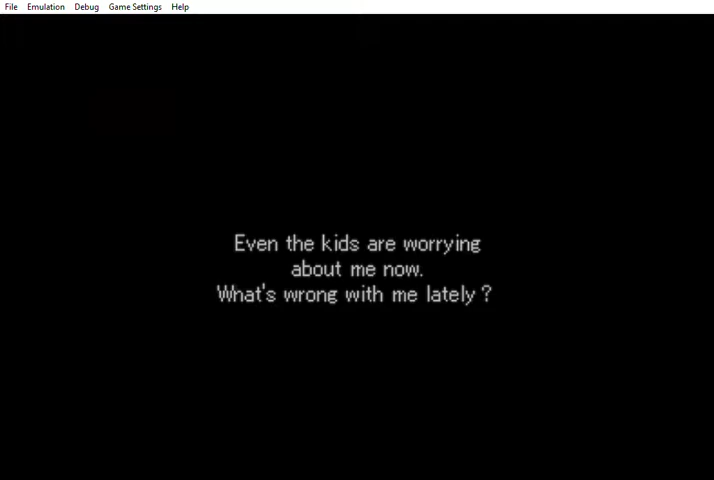 File Emulation Debug Game Settings Help
Even the kids are worrying
about me now.
What's wrong with me lately ?